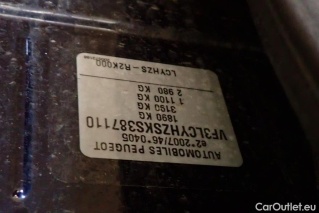 AUTOMOBILES PEUGEOT
e2*2007/46*0405
VF3LCYHZSKS387110
1890 KG
3150 KG
1 1100 KG
2 980 KG
LCYHZS - R2K000
CarOutlet.eu